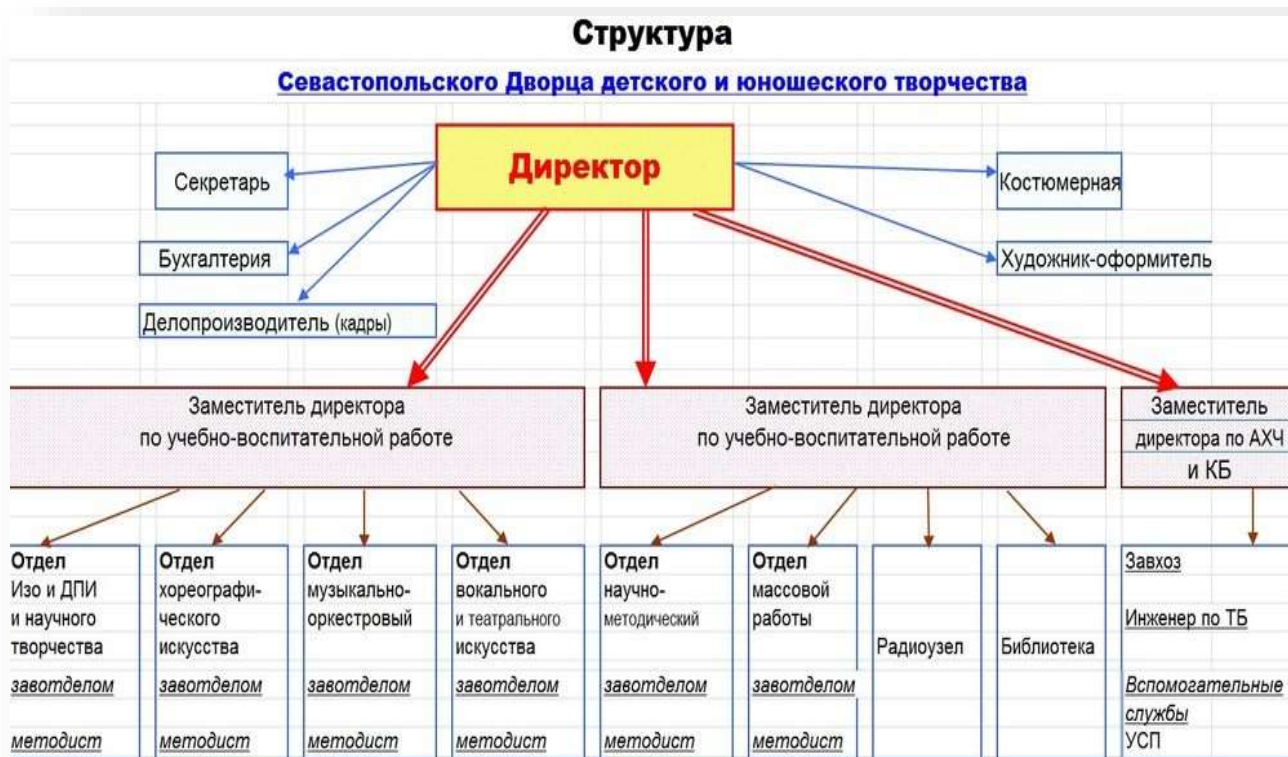 Структура
Севастопольского Дворца детского и юношеского творчества
Директор
Секретарь
Бухгалтерия
Делопроизводитель (кадры)
Костюмерная
Художник-оформитель
Заместитель директора
по учебно-воспитательной работе
Заместитель директора
по учебно-воспитательной работе
Заместитель
директора по АХЧ
и КБ
Отдел
Изо и ДПИ
и научного
творчества
завотделом
методист
Отдел
хореографи-
ческого
искусства
завотделом
методист
Отдел
музыкально-
оркестровый
завотделом
методист
Отдел
вокального
и театрального
искусства
завотделом
методист
Отдел
научно-
методический
завотделом
методист
Отдел
массовой
работы
завотделом
методист
Радиоузел
Библиотека
Завхоз
Инженер по ТБ
Вспомогательные
службы
УСП